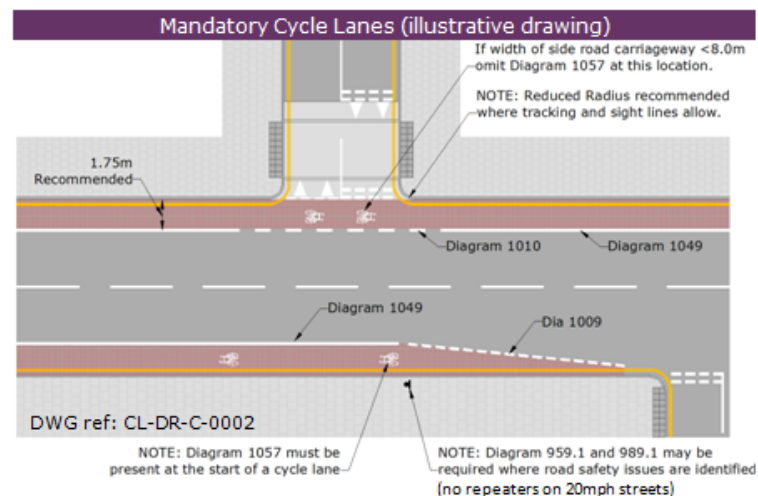 Mandatory Cycle Lanes (illustrative drawing)
If width of side road carriageway <8.0m
omit Diagram 1057 at this location.
NOTE: Reduced Radius recommended
where tracking and sight lines allow.
1.75m
Recommended
Diagram 1010
Diagram 1049
Diagram 1049
Dia 1009
DWG ref: CL-DR-C-0002
NOTE: Diagram 1057 must be
present at the start of a cycle lane
NOTE: Diagram 959.1 and 989.1 may be
required where road safety issues are identified
(no repeaters on 20mph streets)